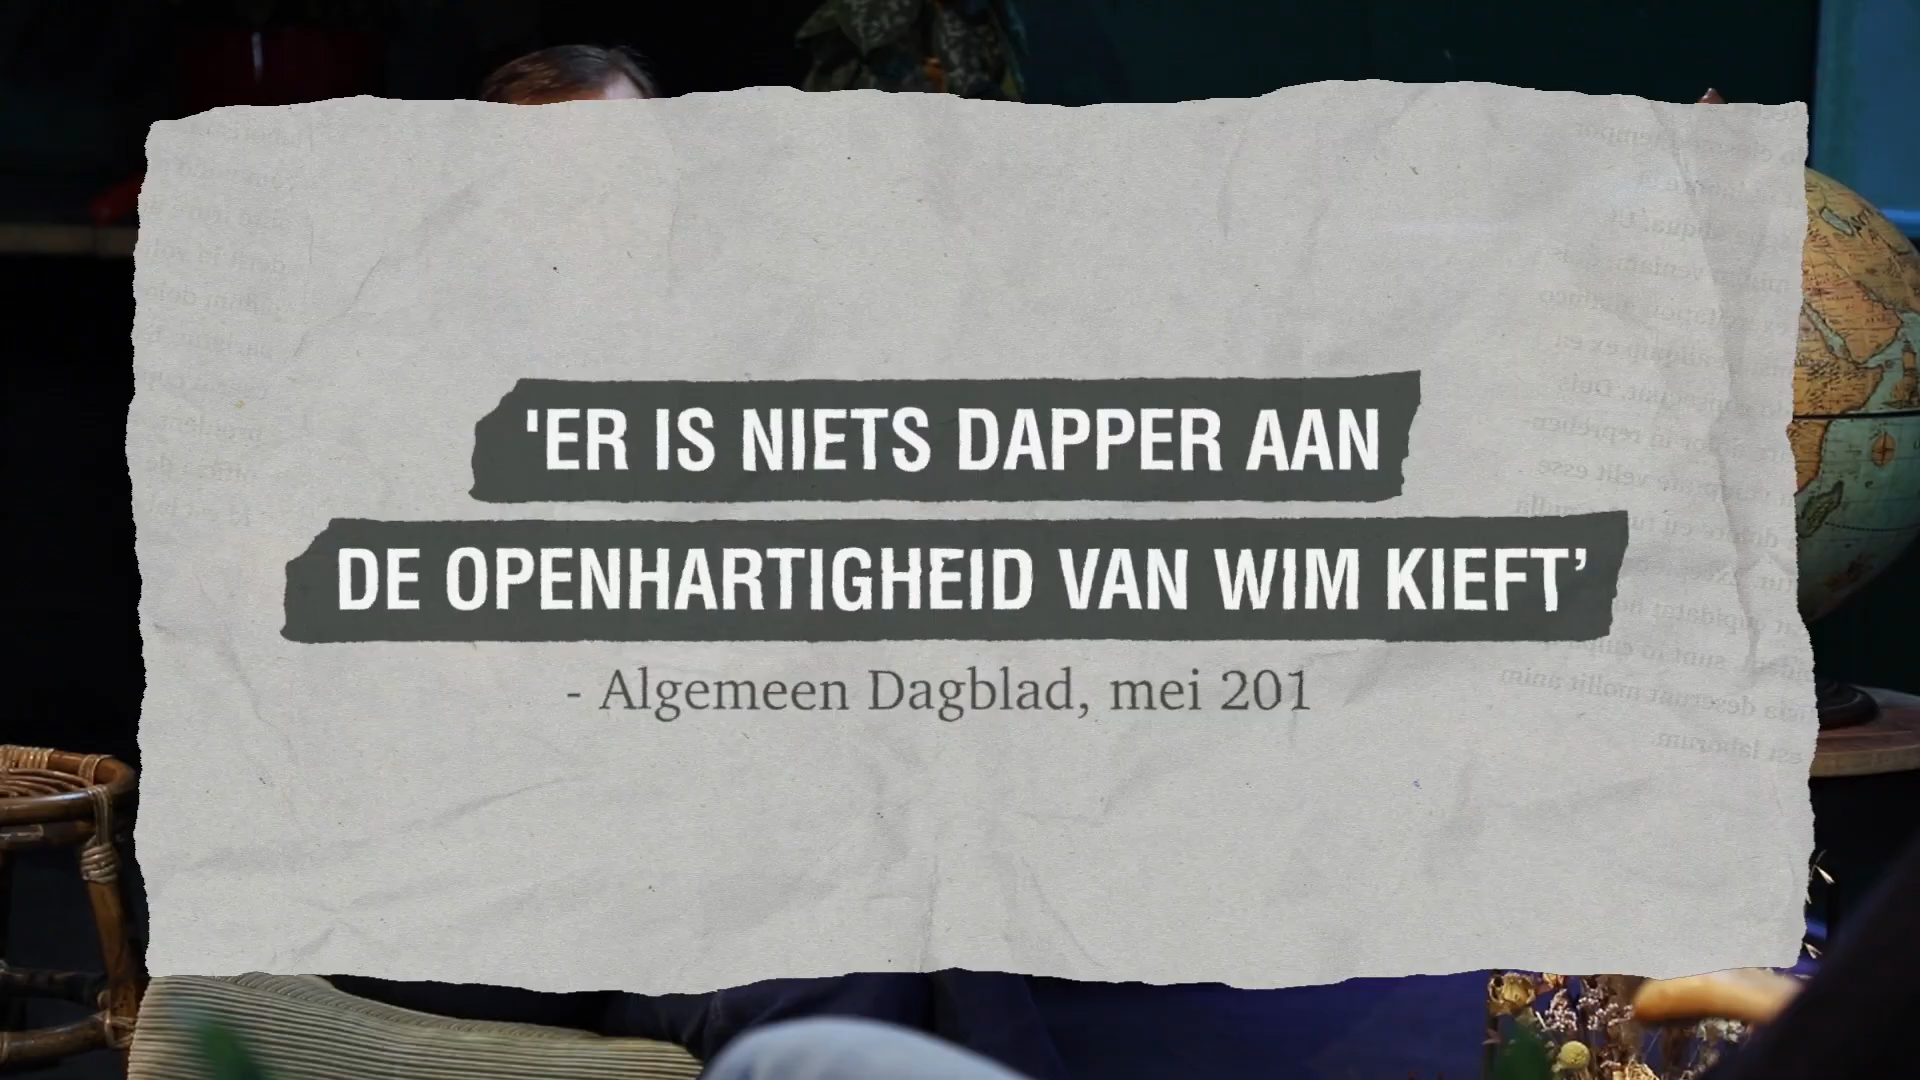 'ER IS NIETS DAPPER AAN
DE OPENHARTIGHEID VAN WIM KIEFT’
- Algemeen Dagblad, mei 201